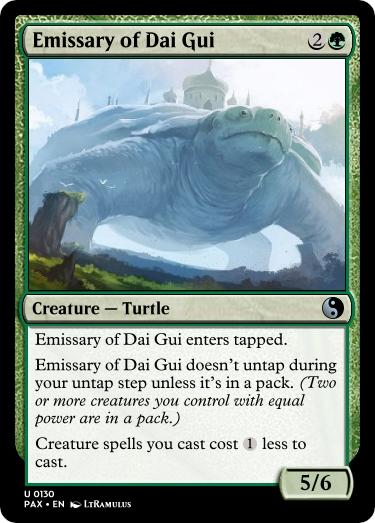 Emissary of Dai Gui 2
Creature — Turtle
Emissary of Dai Gui enters tapped.
Emissary of Dai Gui doesn't untap during
your untap step unless it's in a pack. (Two
or more creatures you control with equal
power are in a pack.)
Creature spells you cast cost 1 less to
cast.
5/6
U 0130
PAX • EN LTRAMULUS